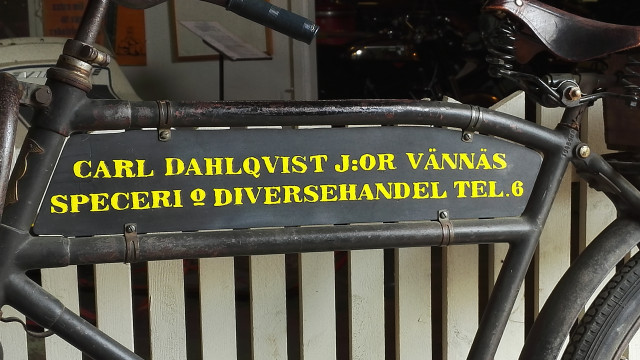 CARL DAHLQVIST J:OR VÄNNÄS
SPECERI o DIVERSEHANDEL TEL.6